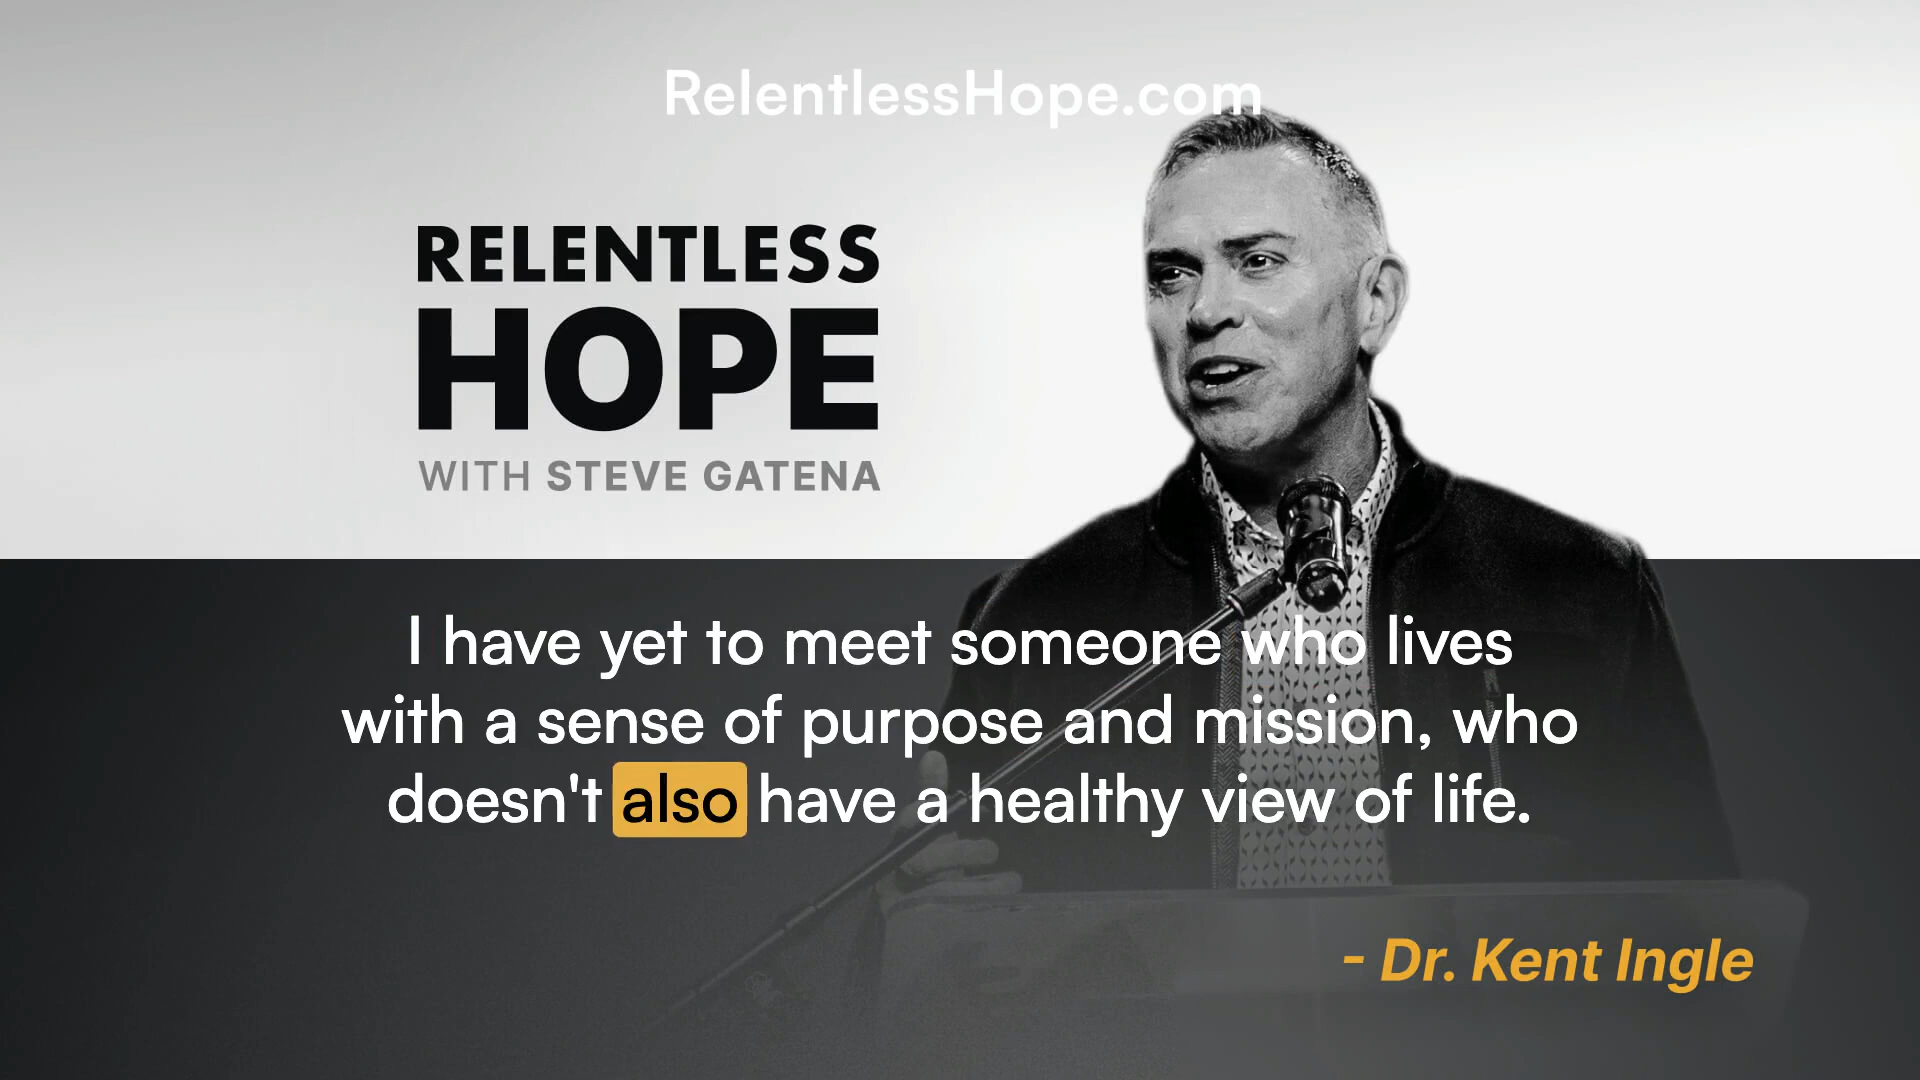 RelentlessHope.com
RELENTLESS
HOPE
WITH STEVE GATENA
I have yet to meet someone who lives
with a sense of purpose and mission, who
doesn't also have a healthy view of life.
- Dr. Kent Ingle